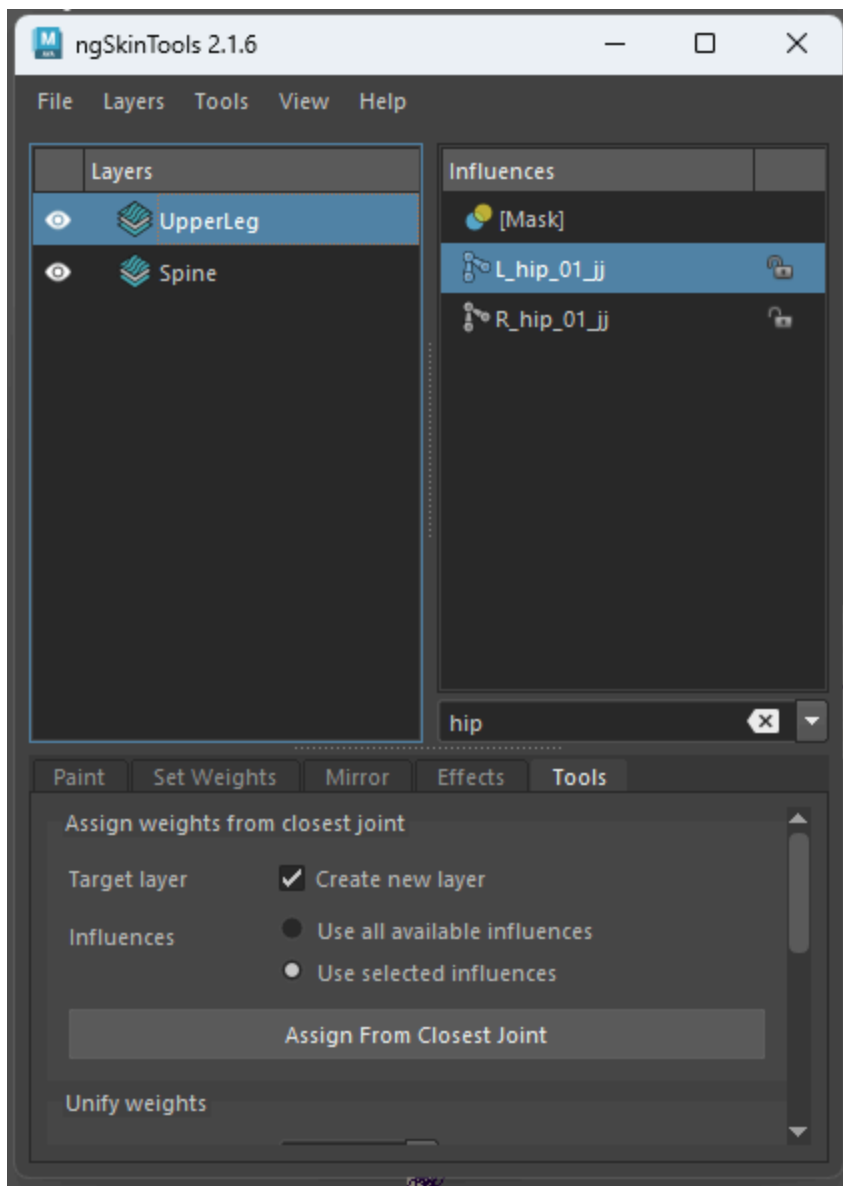 ngSkinTools 2.1.6
File Layers Tools View Help
Layers
UpperLeg
Spine
Influences
[Mask]
L_hip_01_jj
R_hip_01_jj
hip
Paint Set Weights Mirror Effects Tools
Assign weights from closest joint
Target layer Create new layer
Influences Use all available influences
Use selected influences
Assign From Closest Joint
Unify weights